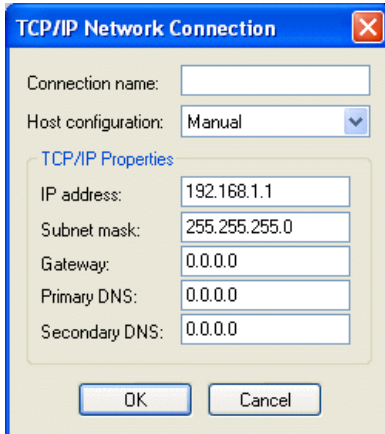 TCP/IP Network Connection
Connection name:
Host configuration: Manual
TCP/IP Properties
IP address: 192.168.1.1
Subnet mask: 255.255.255.0
Gateway: 0.0.0.0
Primary DNS: 0.0.0.0
Secondary DNS: 0.0.0.0
OK Cancel